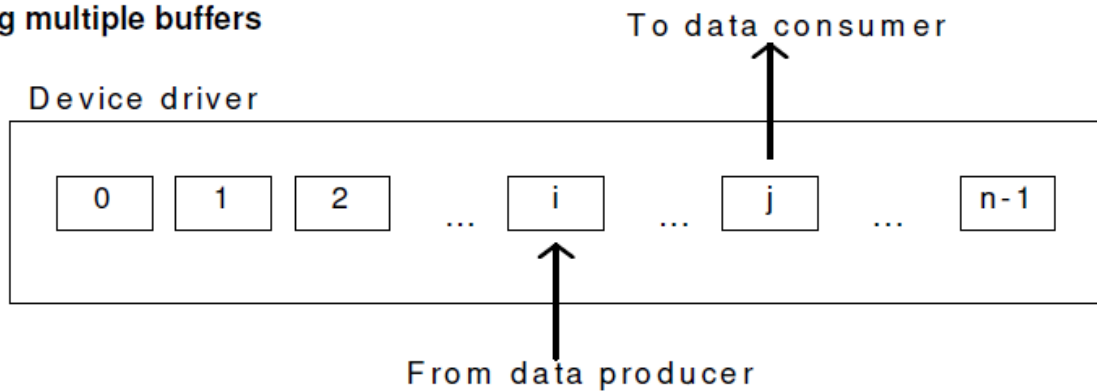 g multiple buffers
To data consumer
Device driver
0 1 2 ... i ... j ... n-1
From data producer